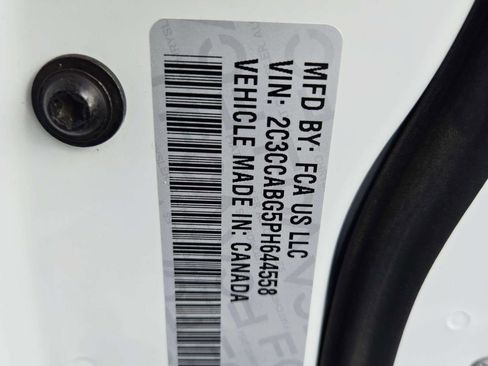 MFD BY: FCA US LLC
VIN: 2C3CCABG5PH644558
VEHICLE MADE IN: CANADA